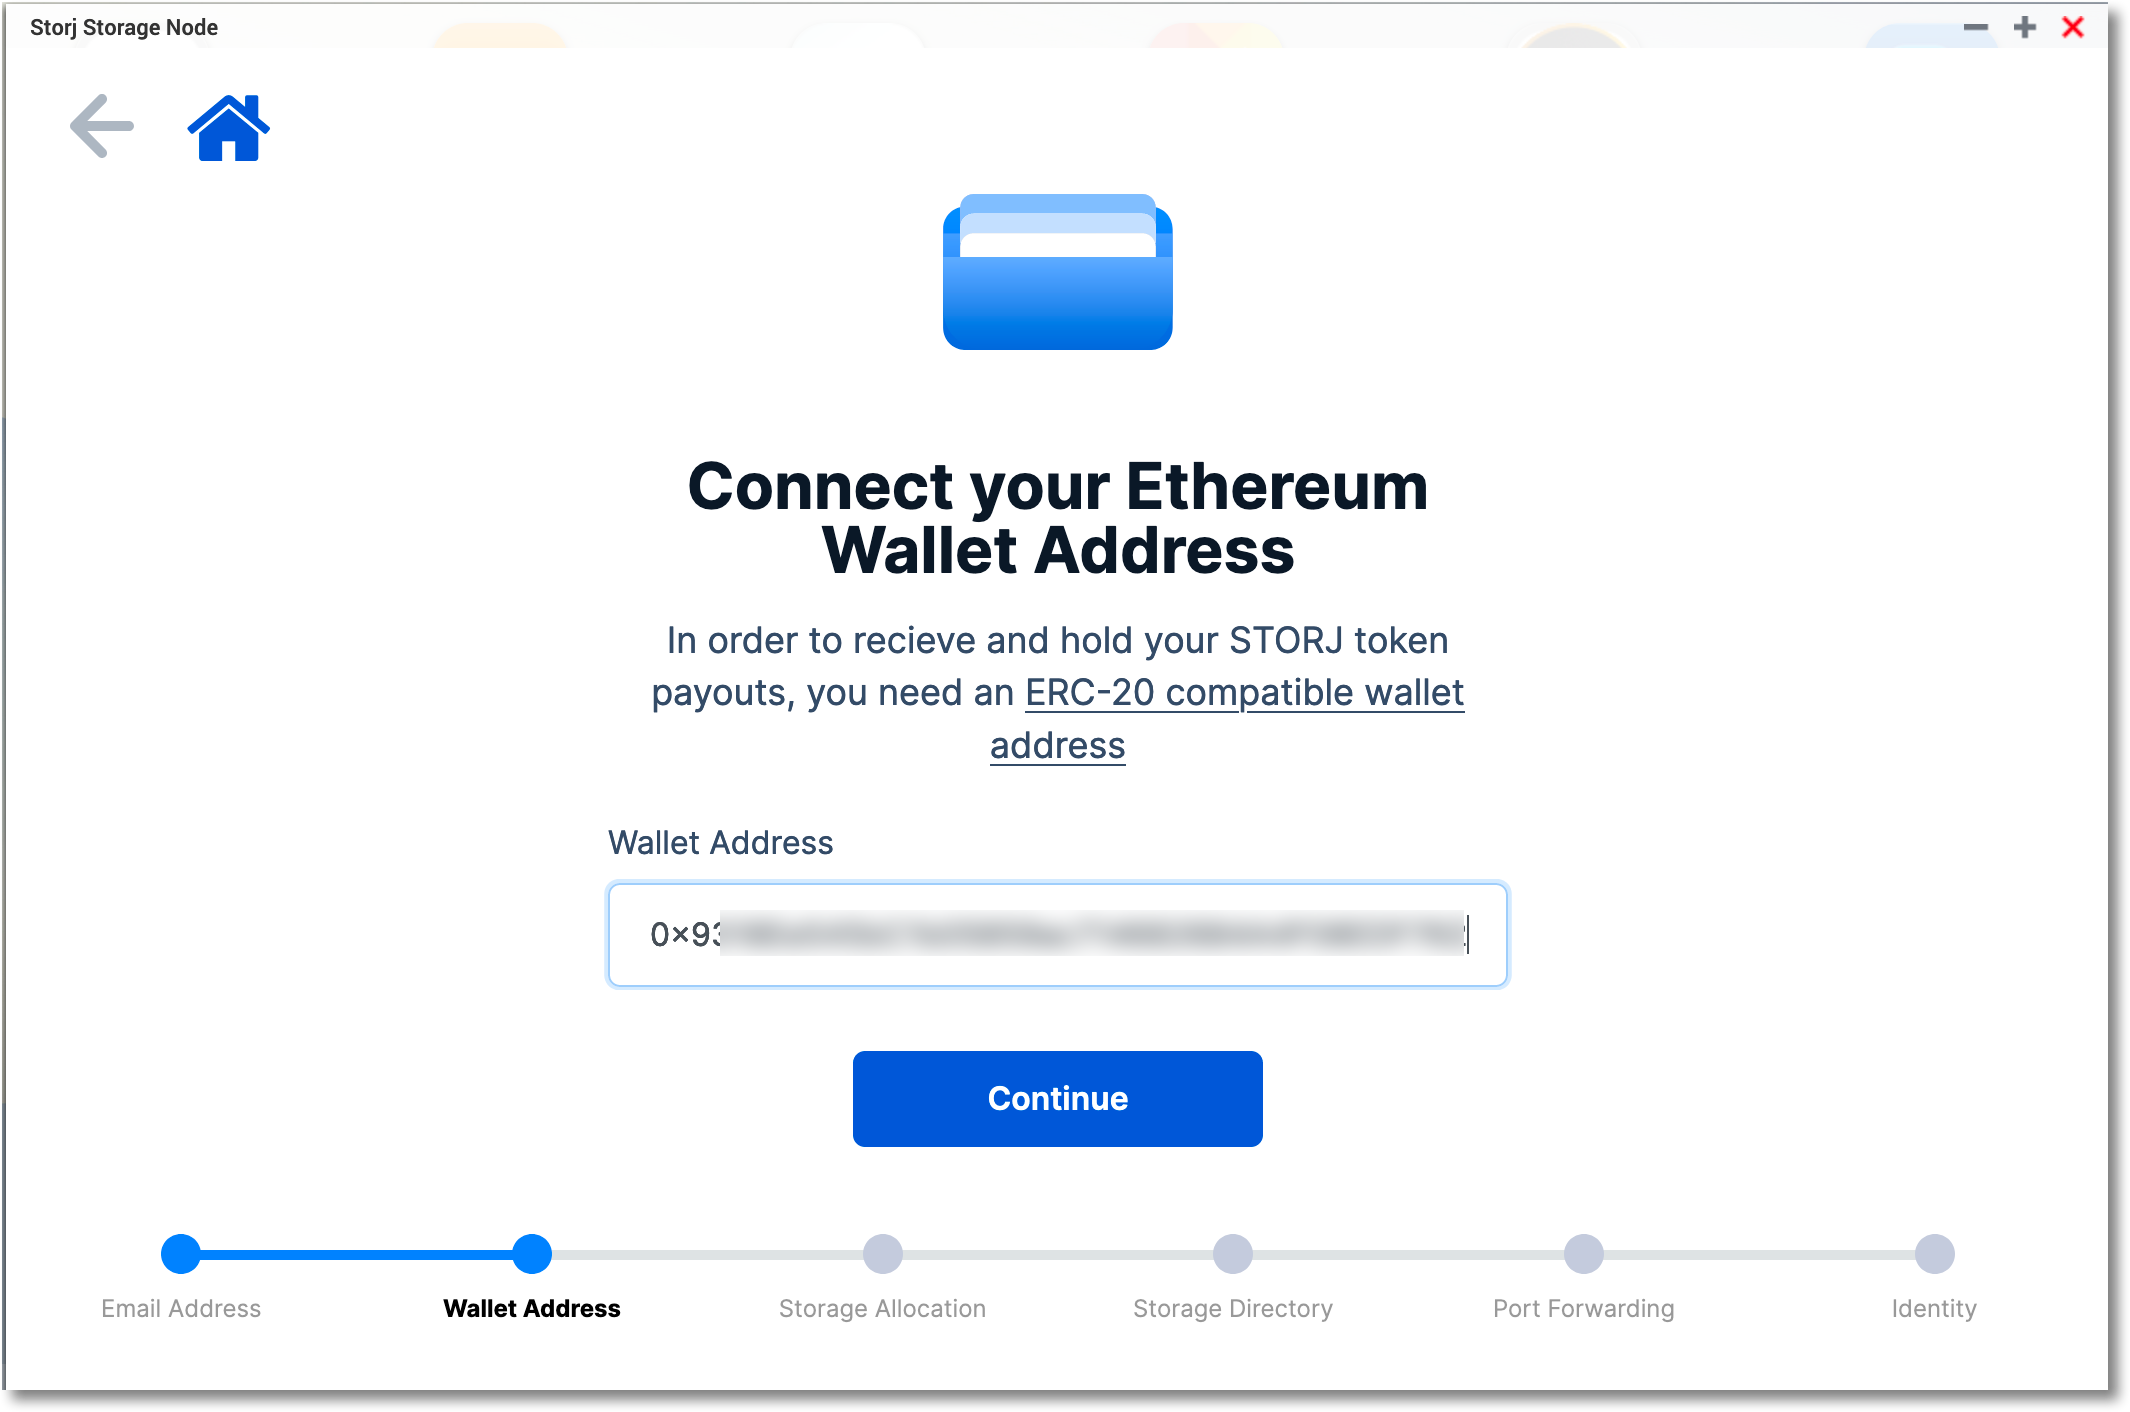 Storj Storage Node
Connect your Ethereum
Wallet Address
In order to recieve and hold your STORJ token
payouts, you need an ERC-20 compatible wallet
address
Wallet Address
Continue
Email Address
Wallet Address
Storage Allocation
Storage Directory
Port Forwarding
Identity